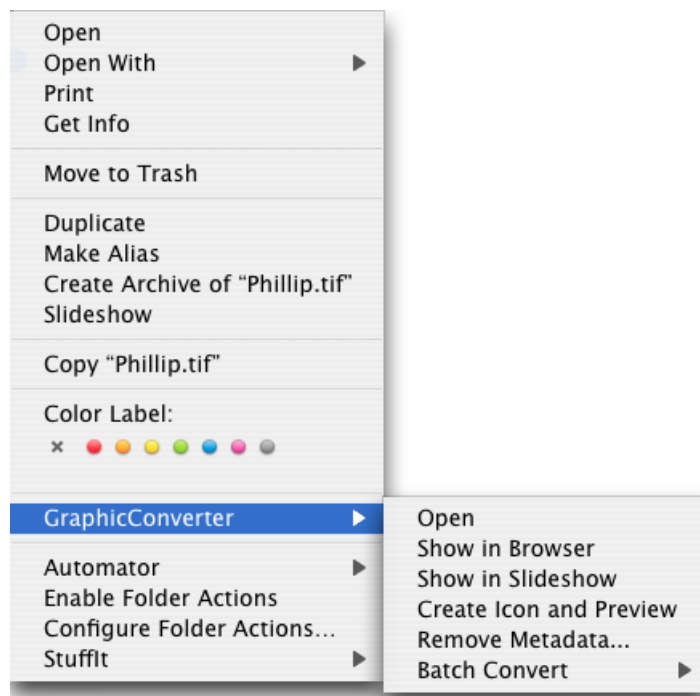 Open
Open With
Print
Get Info
Move to Trash
Duplicate
Make Alias
Create Archive of “Phillip.tif”
Slideshow
Copy “Phillip.tif”
Color Label:
GraphicConverter
Automator
Enable Folder Actions
Configure Folder Actions...
StuffIt
Open
Show in Browser
Show in Slideshow
Create Icon and Preview
Remove Metadata...
Batch Convert